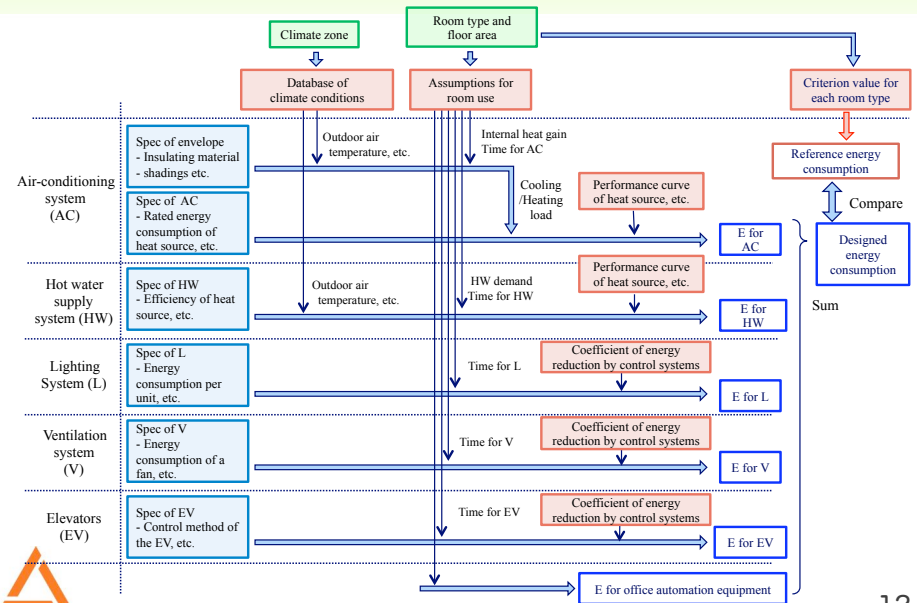 Climate zone
Room type and
floor area
Database of
climate conditions
Assumptions for
room use
Criterion value for
each room type
Air-conditioning
system
(AC)
Spec of envelope
- Insulating material
- shadings etc.
Outdoor air
temperature, etc.
Internal heat gain
Time for AC
Reference energy
consumption
Spec of AC
- Rated energy
consumption of
heat source, etc.
Cooling
/Heating
load
Performance curve
of heat source, etc.
Compare
E for
AC
Designed
energy
consumption
Hot water
supply
system (HW)
Spec of HW
- Efficiency of heat
source, etc.
Outdoor air
temperature, etc.
HW demand
Time for HW
Performance curve
of heat source, etc.
E for
HW
Sum
Lighting
System (L)
Spec of L
- Energy
consumption per
unit, etc.
Time for L
Coefficient of energy
reduction by control systems
E for L
Ventilation
system
(V)
Spec of V
- Energy
consumption of a
fan, etc.
Time for V
Coefficient of energy
reduction by control systems
E for V
Elevators
(EV)
Spec of EV
- Control method of
the EV, etc.
Time for EV
Coefficient of energy
reduction by control systems
E for EV
E for office automation equipment